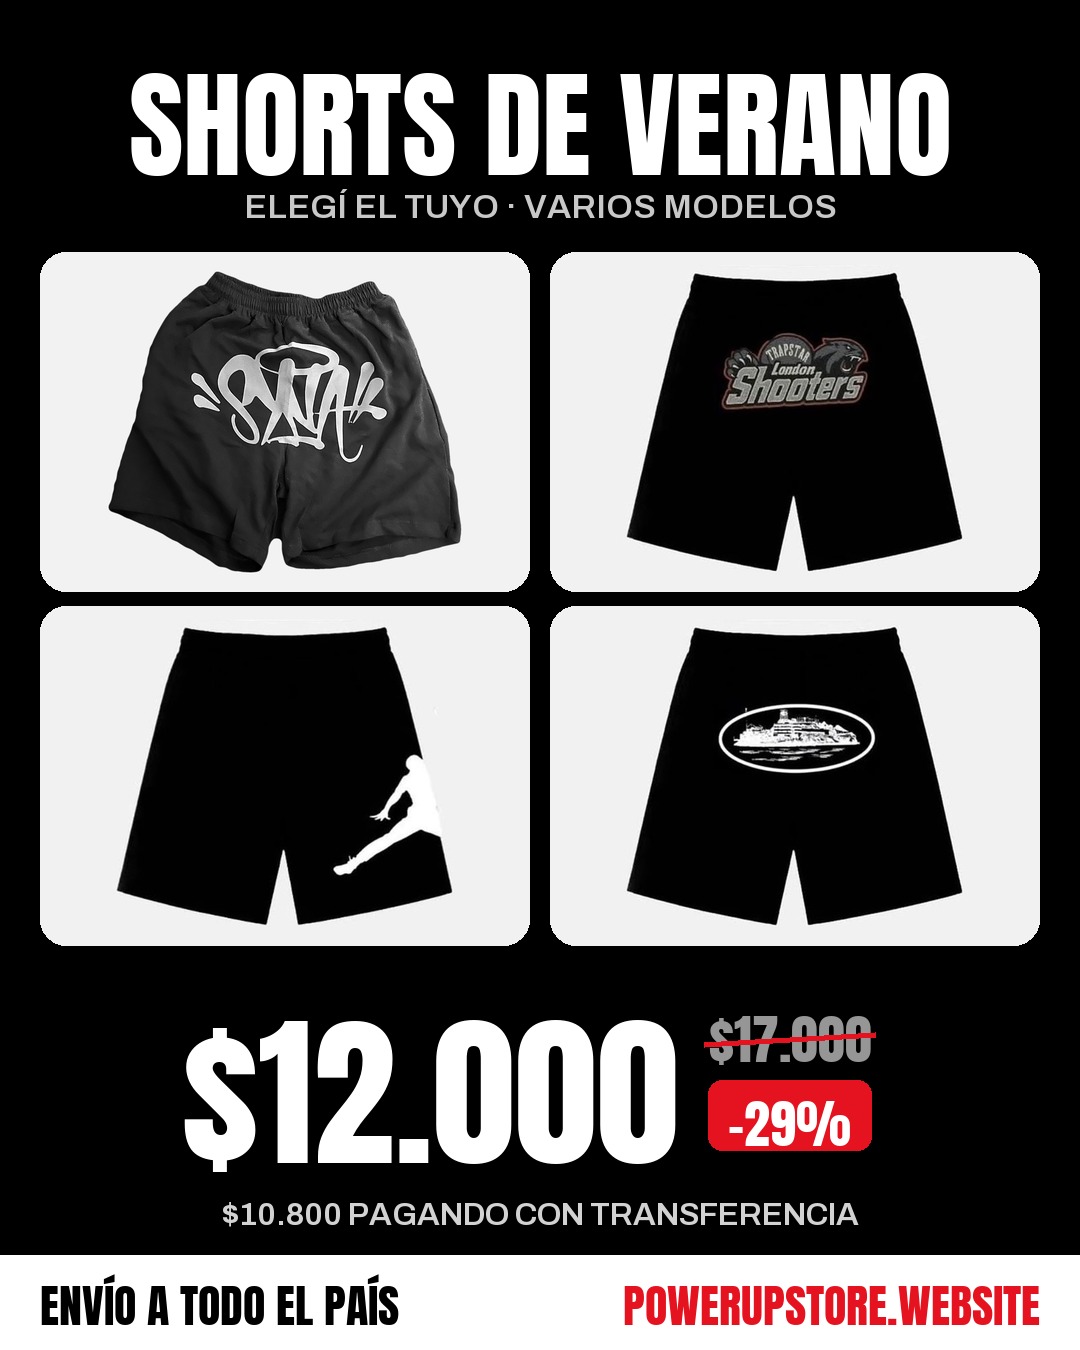 SHORTS DE VERANO
ELEGÍ EL TUYO · VARIOS MODELOS
TRAPSTAR
London
Shooters
$12.000
$17.000
-29%
$10.800 PAGANDO CON TRANSFERENCIA
ENVÍO A TODO EL PAÍS
POWERUPSTORE.WEBSITE